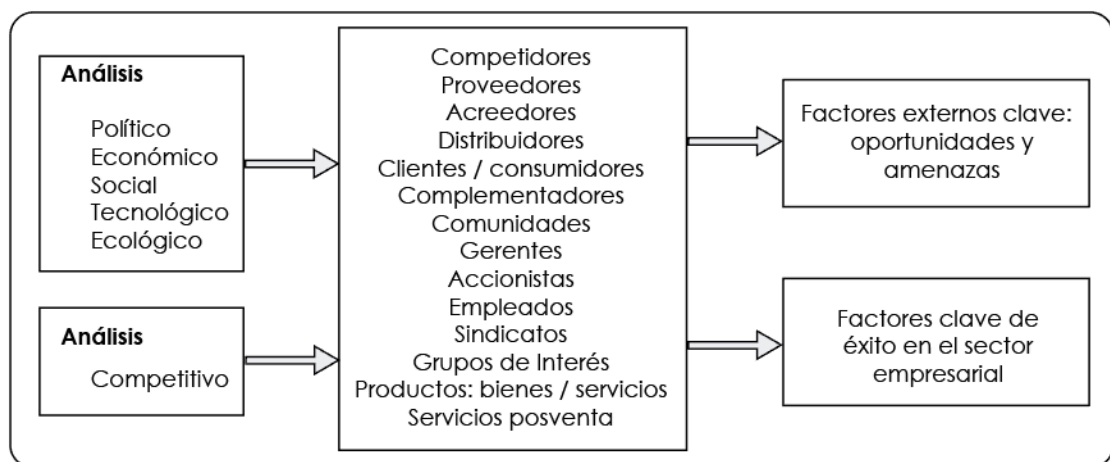 Análisis
Político
Económico
Social
Tecnológico
Ecológico
Análisis
Competitivo
Competidores
Proveedores
Acreedores
Distribuidores
Clientes / consumidores
Complementadores
Comunidades
Gerentes
Accionistas
Empleados
Sindicatos
Grupos de Interés
Productos: bienes / servicios
Servicios posventa
Factores externos clave:
oportunidades y
amenazas
Factores clave de
éxito en el sector
empresarial